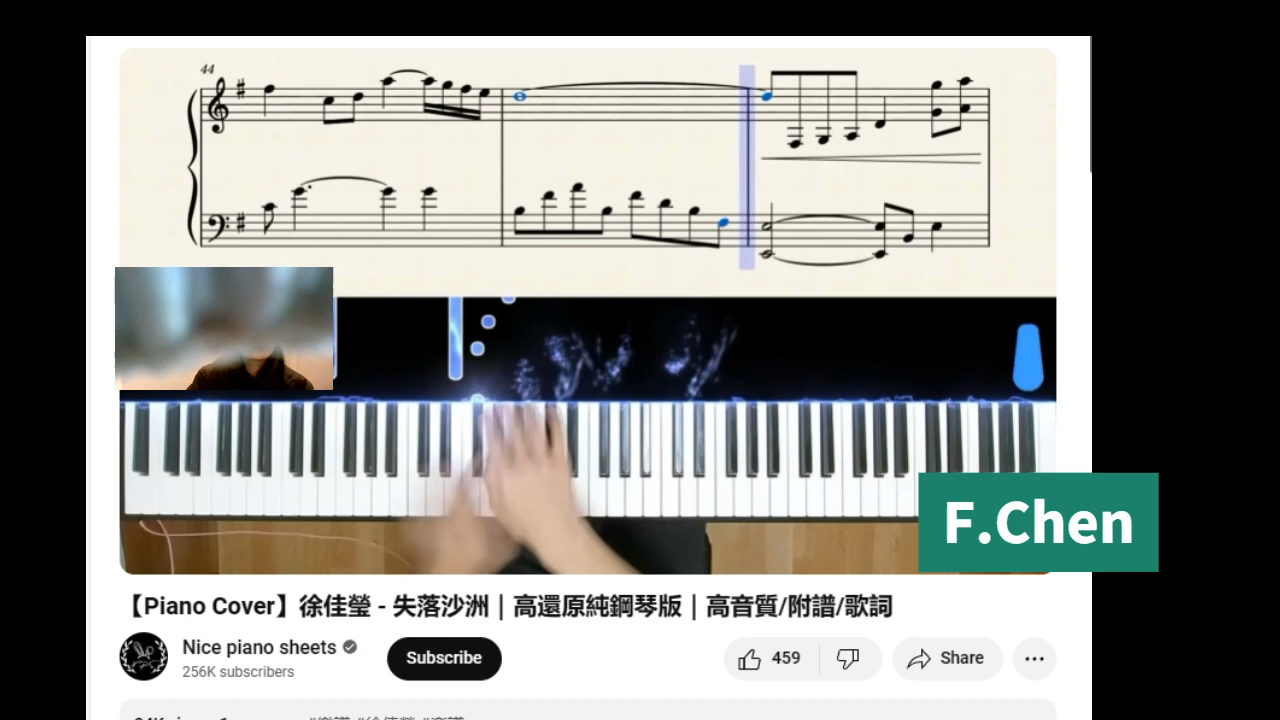 44
F.Chen
【Piano Cover】徐佳瑩 - 失落沙洲｜高還原純鋼琴版｜高音質/附譜/歌詞
Nice piano sheets
256K subscribers
Subscribe
459
Share